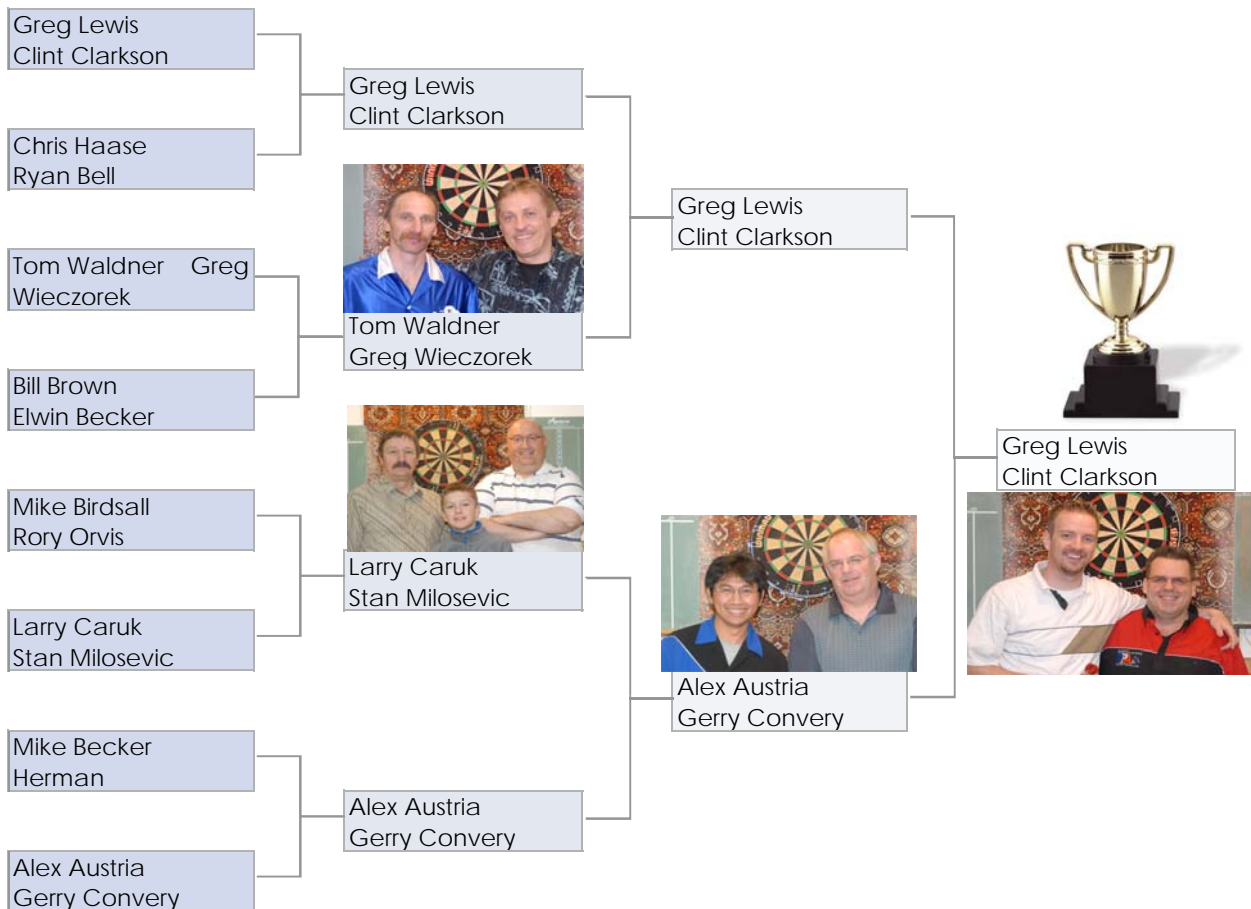 Greg Lewis
Clint Clarkson
Chris Haase
Ryan Bell
Tom Waldner Greg
Wieczorek
Bill Brown
Elwin Becker
Mike Birdsall
Rory Orvis
Larry Caruk
Stan Milosevic
Mike Becker
Herman
Alex Austria
Gerry Convery
Greg Lewis
Clint Clarkson
Tom Waldner
Greg Wieczorek
Larry Caruk
Stan Milosevic
Alex Austria
Gerry Convery
Greg Lewis
Clint Clarkson
Alex Austria
Gerry Convery
Greg Lewis
Clint Clarkson